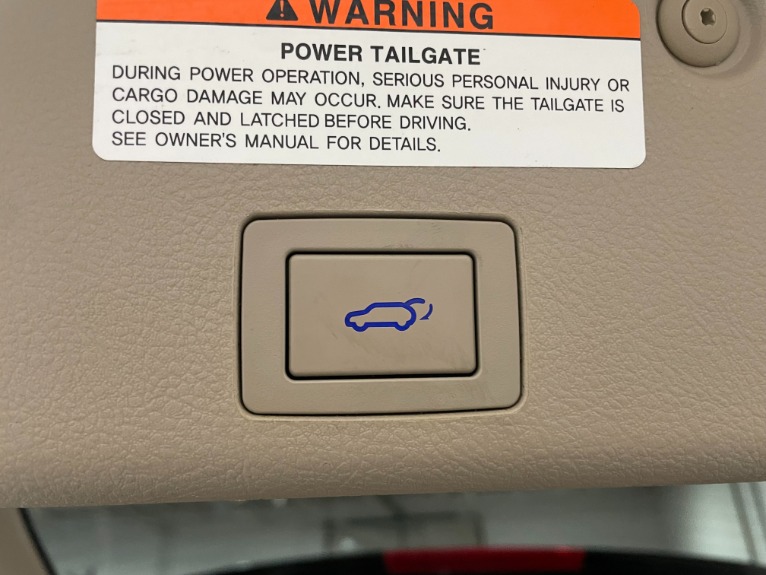 WARNING
POWER TAILGATE
DURING POWER OPERATION, SERIOUS PERSONAL INJURY OR
CARGO DAMAGE MAY OCCUR. MAKE SURE THE TAILGATE IS
CLOSED AND LATCHED BEFORE DRIVING.
SEE OWNER'S MANUAL FOR DETAILS.